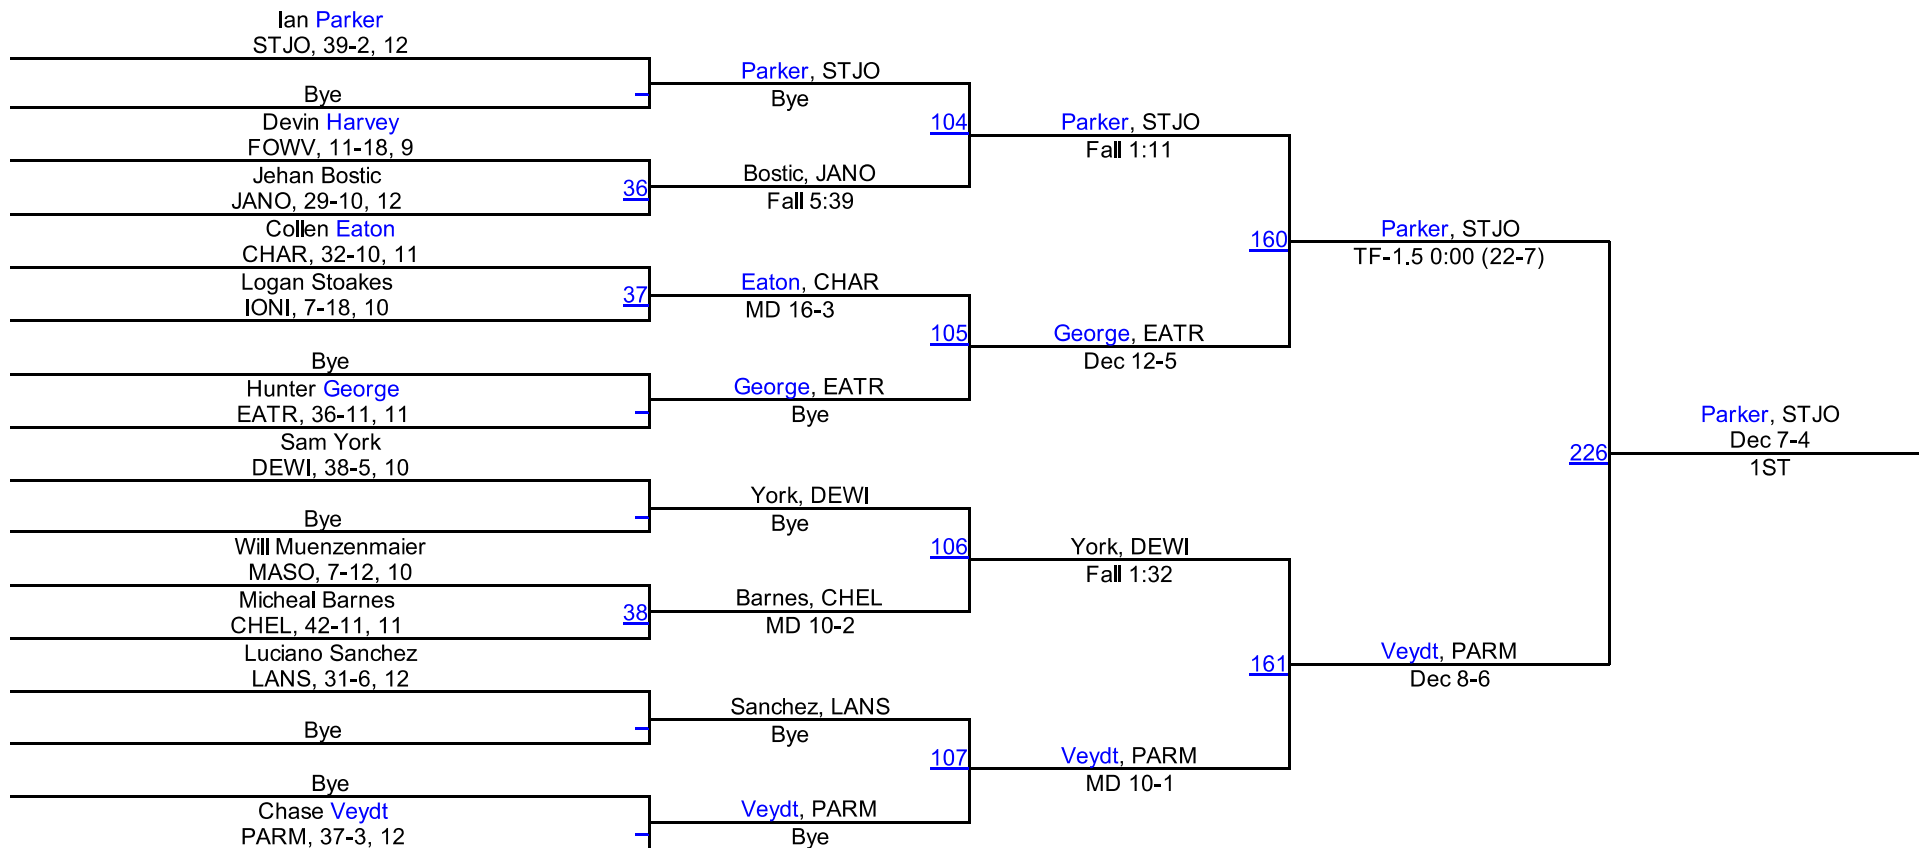 Ian Parker
STJO, 39-2, 12
Bye
Devin Harvey
FOWV, 11-18, 9
Jehan Bostic
JANO, 29-10, 12
36
Collen Eaton
CHAR, 32-10, 11
Logan Stoakes
IONI, 7-18, 10
37
Bye
Hunter George
EATR, 36-11, 11
Sam York
DEWI, 38-5, 10
Bye
Will Muenzenmaier
MASO, 7-12, 10
Micheal Barnes
CHEL, 42-11, 11
38
Luciano Sanchez
LANS, 31-6, 12
Bye
Bye
Chase Veydt
PARM, 37-3, 12
Parker, STJO
Bye
104
Bostic, JANO
Fall 5:39
Eaton, CHAR
MD 16-3
105
George, EATR
Bye
York, DEWI
Bye
106
Barnes, CHEL
MD 10-2
Sanchez, LANS
Bye
107
Veydt, PARM
Bye
Parker, STJO
Fall 1:11
160
George, EATR
Dec 12-5
York, DEWI
Fall 1:32
161
Veydt, PARM
MD 10-1
Parker, STJO
TF-1.5 0:00 (22-7)
226
Veydt, PARM
Dec 8-6
Parker, STJO
Dec 7-4
1ST